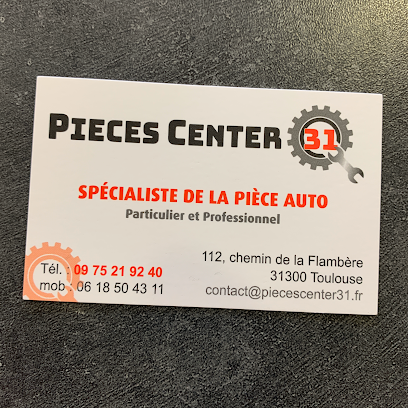 PIECES CENTER 31
SPÉCIALISTE DE LA PIÈCE AUTO
Particulier et Professionnel
112, chemin de la Flambère
31300 Toulouse
contact@piecescenter31.fr
Tél. : 09 75 21 92 40
mob : 06 18 50 43 11